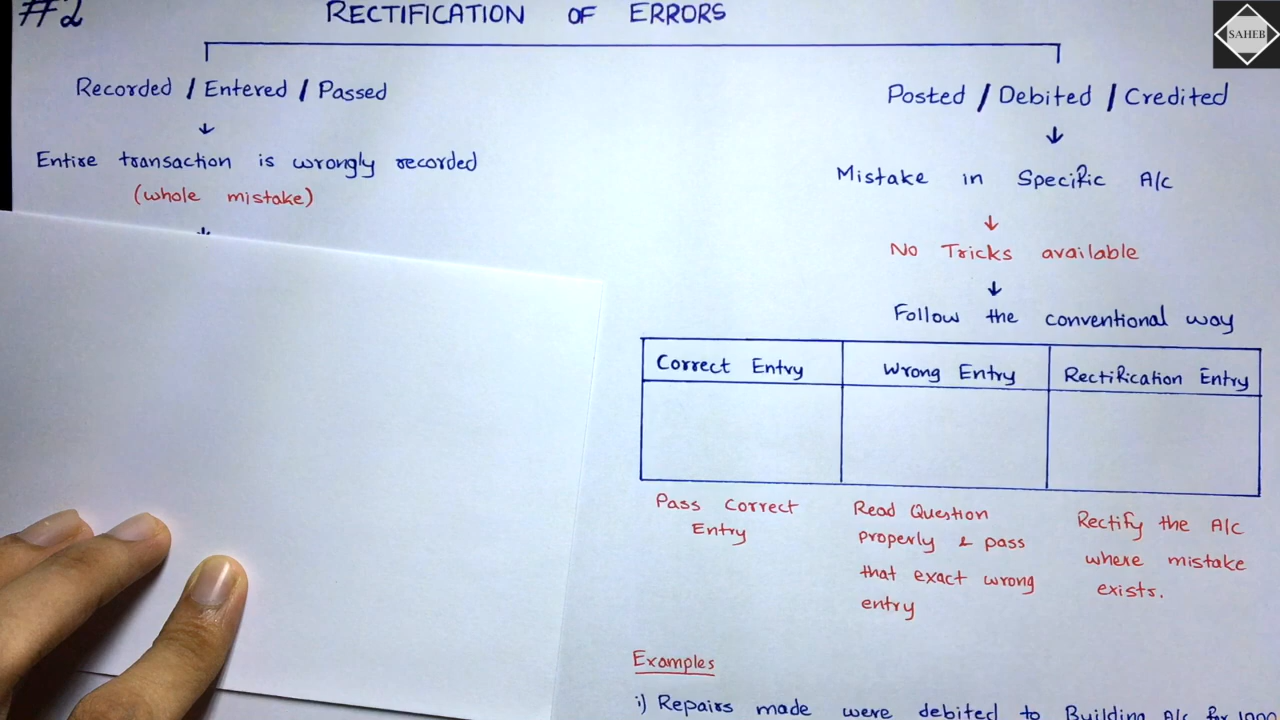 #2
RECTIFICATION OF ERRORS
SAHEB
Recorded / Entered / Passed
Entire transaction is wrongly recorded
(whole mistake)
Posted / Debited / Credited
Mistake in Specific A/c
No Tricks available
Follow the conventional way
Correct Entry
Wrong Entry
Rectification Entry
Pass Correct
Entry
Read Question
properly & pass
that exact wrong
entry
Rectify the A/c
where mistake
exists.
Examples
i) Repairs made were debited to Building A/c for 1000